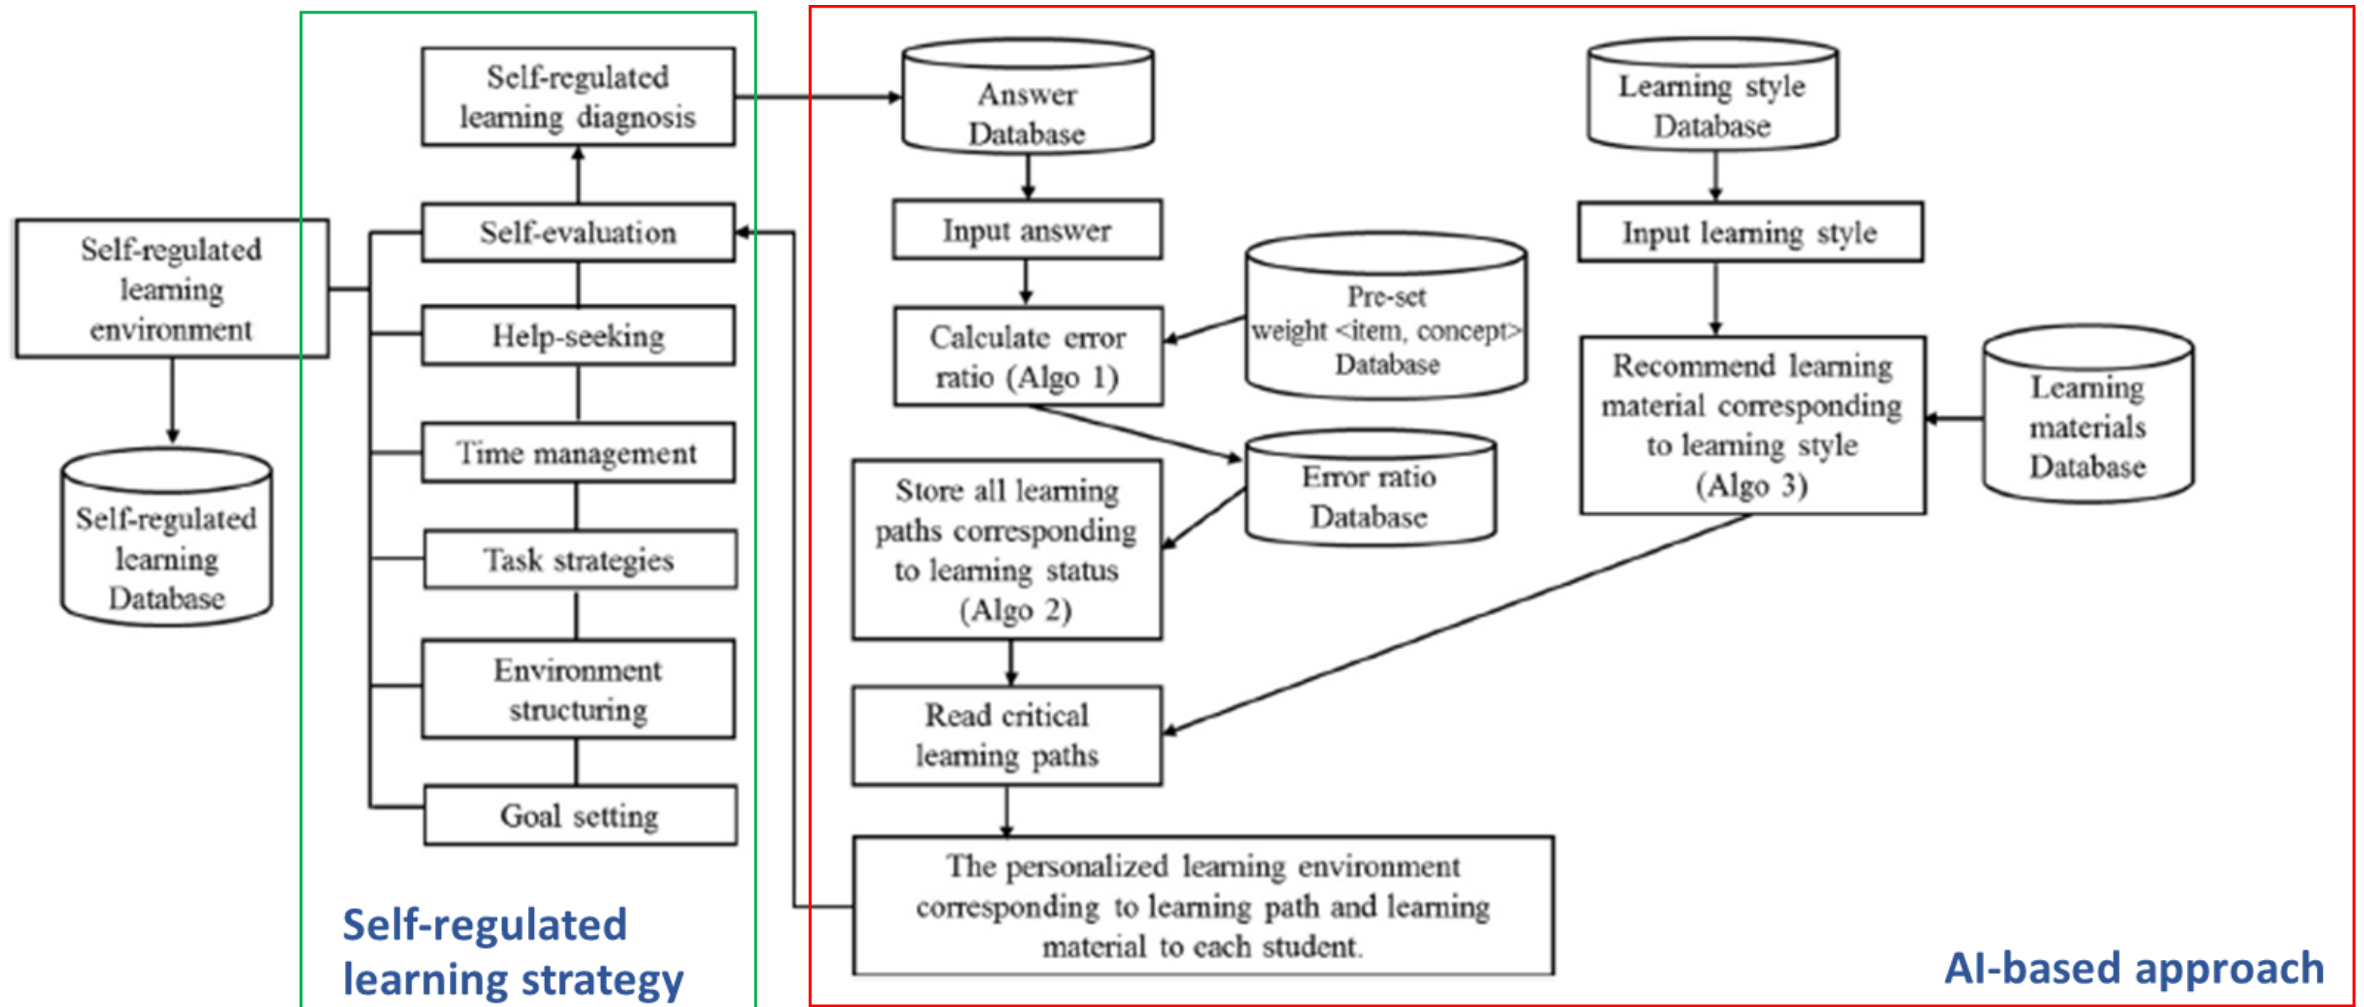 Self-regulated
learning
environment
Self-regulated
learning
Database
Self-regulated
learning diagnosis
Self-evaluation
Help-seeking
Time management
Task strategies
Environment
structuring
Goal setting
Self-regulated
learning strategy
Answer
Database
Input answer
Calculate error
ratio (Algo 1)
Pre-set
weight <item, concept>
Database
Error ratio
Database
Store all learning
paths corresponding
to learning status
(Algo 2)
Read critical
learning paths
The personalized learning environment
corresponding to learning path and learning
material to each student.
Learning style
Database
Input learning style
Recommend learning
material corresponding
to learning style
(Algo 3)
Learning
materials
Database
AI-based approach